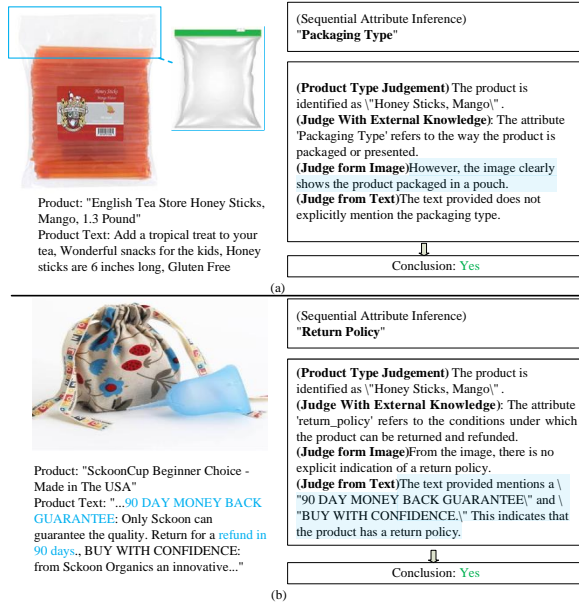 Honey Sticks
Product: "English Tea Store Honey Sticks,
Mango, 1.3 Pound"
Product Text: Add a tropical treat to your
tea, Wonderful snacks for the kids, Honey
sticks are 6 inches long, Gluten Free
(Sequential Attribute Inference)
"Packaging Type"
(Product Type Judgement) The product is
identified as \"Honey Sticks, Mango\" .
(Judge With External Knowledge): The attribute
'Packaging Type' refers to the way the product is
packaged or presented.
(Judge form Image)However, the image clearly
shows the product packaged in a pouch.
(Judge from Text)The text provided does not
explicitly mention the packaging type.
Conclusion: Yes
(a)
Product: "SckoonCup Beginner Choice -
Made in The USA"
Product Text: "...90 DAY MONEY BACK
GUARANTEE: Only Sckoon can
guarantee the quality. Return for a refund in
90 days., BUY WITH CONFIDENCE:
from Sckoon Organics an innovative..."
(Sequential Attribute Inference)
"Return Policy"
(Product Type Judgement) The product is
identified as \"Honey Sticks, Mango\" .
(Judge With External Knowledge): The attribute
'return_policy' refers to the conditions under which
the product can be returned and refunded.
(Judge form Image)From the image, there is no
explicit indication of a return policy.
(Judge from Text)The text provided mentions a \
"90 DAY MONEY BACK GUARANTEE\" and \
"BUY WITH CONFIDENCE.\" This indicates that
the product has a return policy.
Conclusion: Yes
(b)